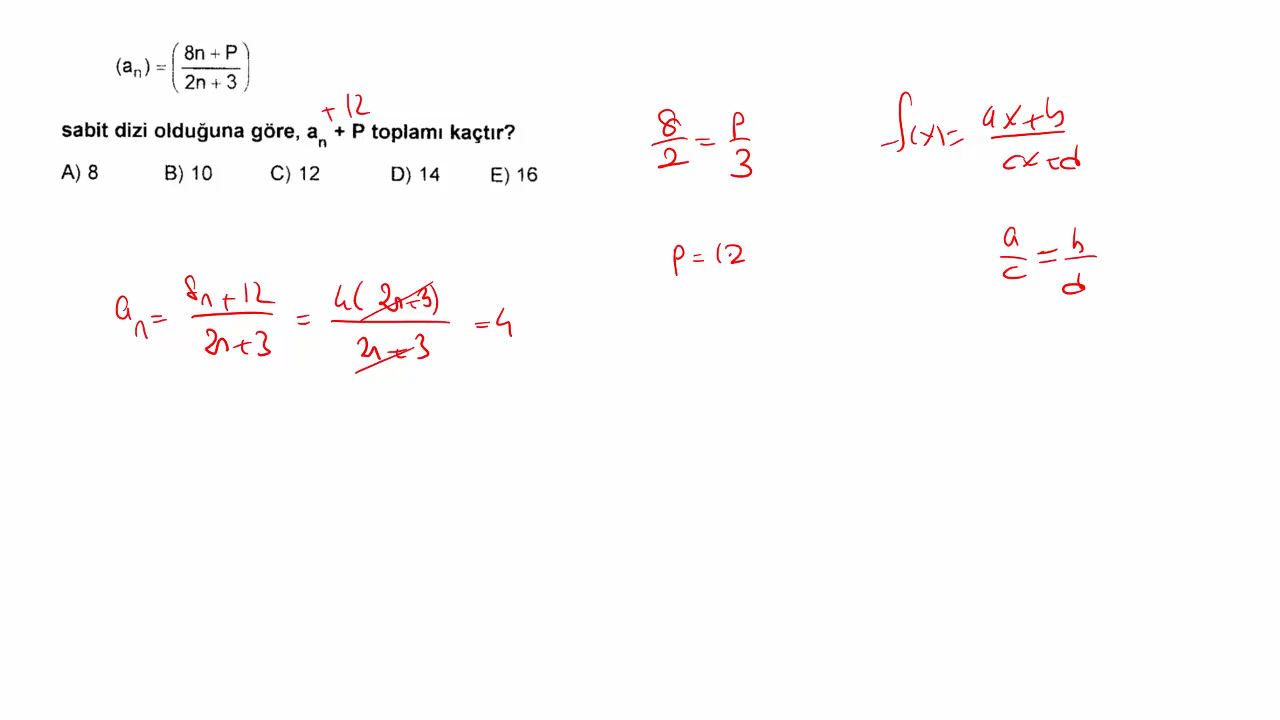 (aₙ) = ( 8n + P / 2n + 3 )
+ 12
sabit dizi olduğuna göre, aₙ + P toplamı kaçtır?
A) 8 B) 10 C) 12 D) 14 E) 16
8/2 = P/3
P = 12
f(x) = ax+b / cx+d
a/c = b/d
aₙ = 8n + 12 / 2n + 3 = 4(2n+3) / 2n + 3 = 4